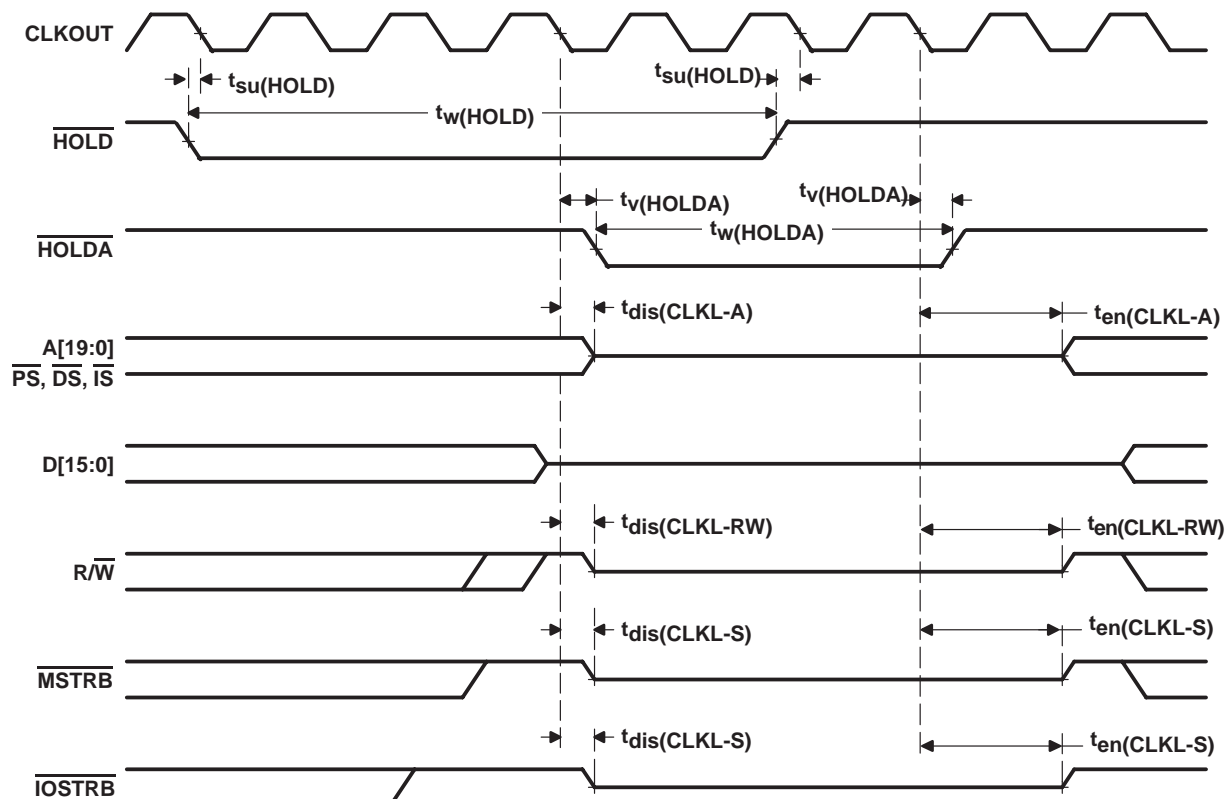 CLKOUT
tsu(HOLD)
tsu(HOLD)
tw(HOLD)
HOLD
tv(HOLDA)
tv(HOLDA)
tw(HOLDA)
HOLDA
tdis(CLKL-A)
ten(CLKL-A)
A[19:0]
PS, DS, IS
D[15:0]
tdis(CLKL-RW)
ten(CLKL-RW)
R/W
tdis(CLKL-S)
ten(CLKL-S)
MSTRB
tdis(CLKL-S)
ten(CLKL-S)
IOSTRB